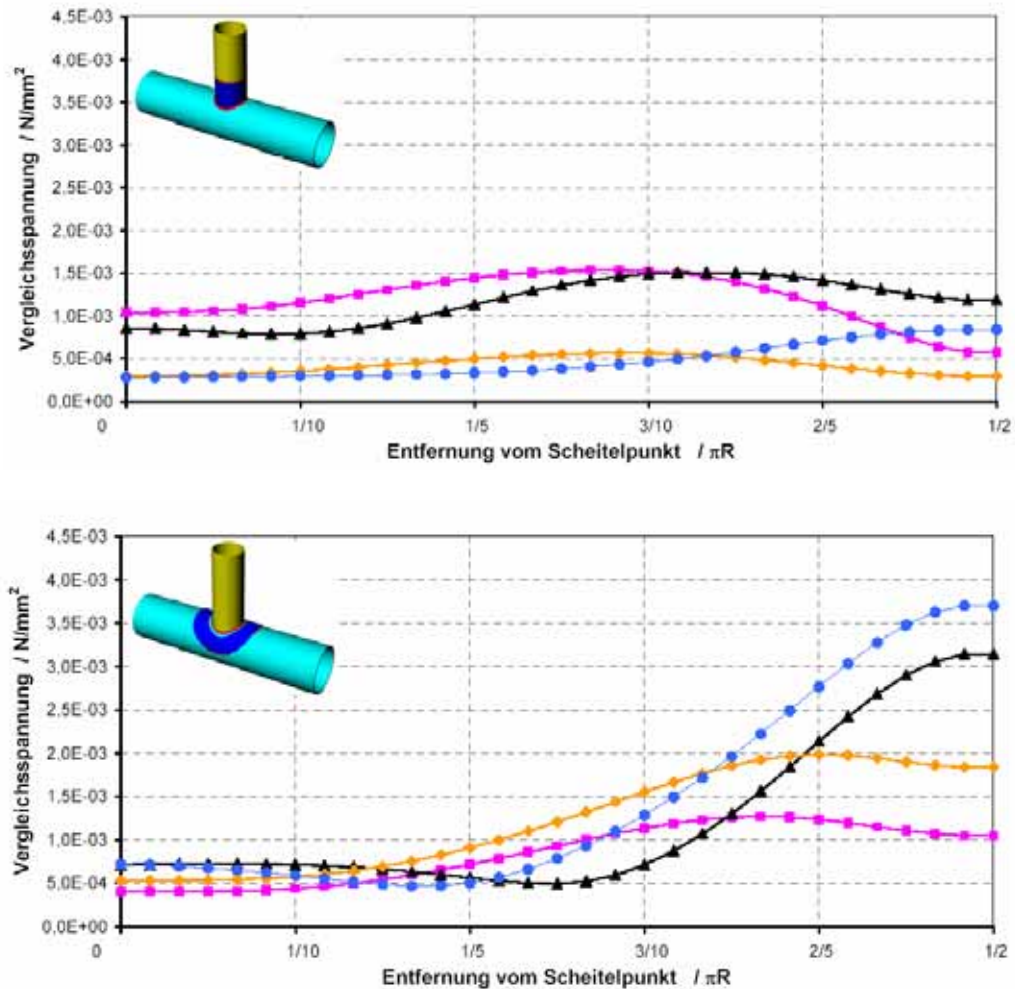 4.5E-03
4.0E-03
3.5E-03
3.0E-03
2.5E-03
2.0E-03
1.5E-03
1.0E-03
5.0E-04
0.0E+00
Vergleichsspannung / N/mm²
0 1/10 1/5 3/10 2/5 1/2
Entfernung vom Scheitelpunkt / πR
4.5E-03
4.0E-03
3.5E-03
3.0E-03
2.5E-03
2.0E-03
1.5E-03
1.0E-03
5.0E-04
0.0E+00
Vergleichsspannung / N/mm²
0 1/10 1/5 3/10 2/5 1/2
Entfernung vom Scheitelpunkt / πR